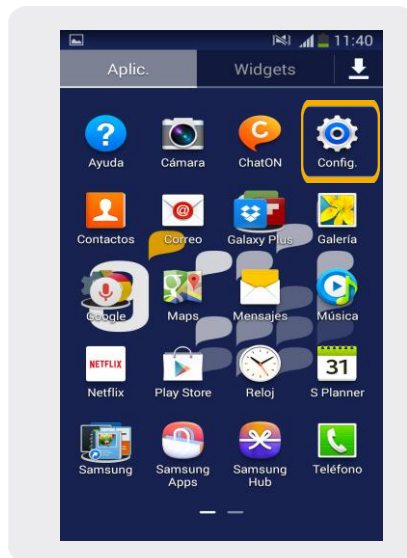 11:40
Aplic.
Widgets
?
C
Ayuda
Cámara
ChatON
Config.
@
Contactos
Correo
Galaxy Plus
Galería
Google
Maps
Mensajes
Música
NETFLIX
31
Netflix
Play Store
Reloj
S Planner
Samsung
Samsung
Samsung
Teléfono
Apps
Hub